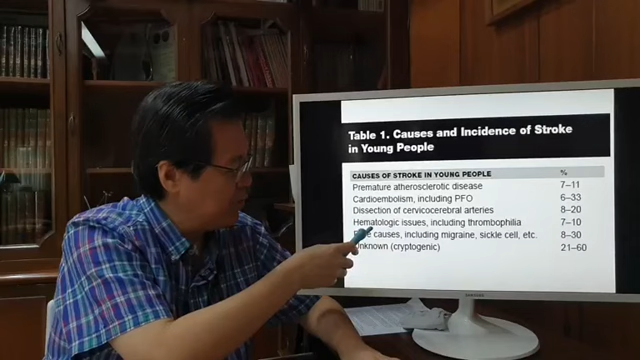 Table 1. Causes and Incidence of Stroke
in Young People
CAUSES OF STROKE IN YOUNG PEOPLE %
Premature atherosclerotic disease 7–11
Cardioembolism, including PFO 6–33
Dissection of cervicocerebral arteries 8–20
Hematologic issues, including thrombophilia 7–10
causes, including migraine, sickle cell, etc. 8–30
(cryptogenic) 21–60
SAMSUNG